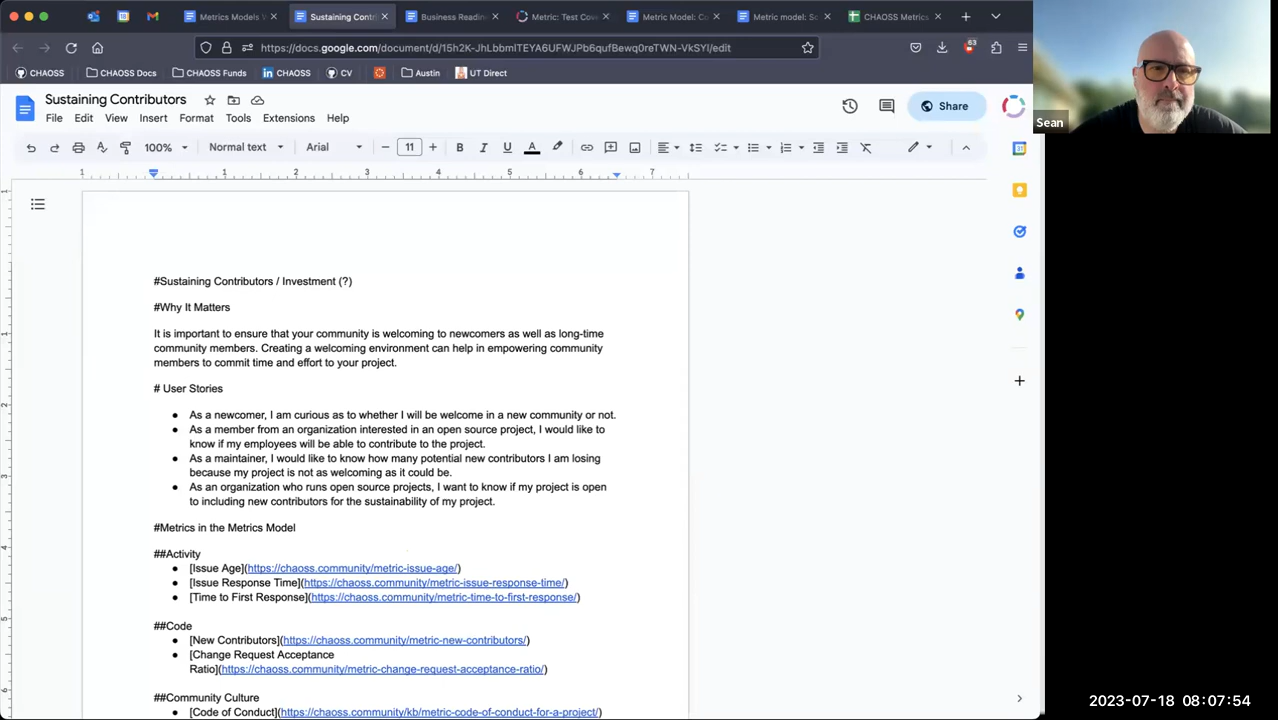 Metrics Models W
Sustaining Contri
Business Readin
Metric: Test Cove
Metric Model: Co
Metric model: Sc
CHAOSS Metrics
https://docs.google.com/document/d/15h2K-JhLbbmITEYA6UFWJPb6qufBewq0reTWN-VkSYI/edit
63
CHAOSS
CHAOSS Docs
CHAOSS Funds
CHAOSS
CV
Austin
UT Direct
Sustaining Contributors
File Edit View Insert Format Tools Extensions Help
Share
100%
Normal text
Arial
11
1 1 2 3 4 5 6 7
#Sustaining Contributors / Investment (?)
#Why It Matters
It is important to ensure that your community is welcoming to newcomers as well as long-time
community members. Creating a welcoming environment can help in empowering community
members to commit time and effort to your project.
# User Stories
● As a newcomer, I am curious as to whether I will be welcome in a new community or not.
● As a member from an organization interested in an open source project, I would like to
know if my employees will be able to contribute to the project.
● As a maintainer, I would like to know how many potential new contributors I am losing
because my project is not as welcoming as it could be.
● As an organization who runs open source projects, I want to know if my project is open
to including new contributors for the sustainability of my project.
#Metrics in the Metrics Model
##Activity
● [Issue Age](https://chaoss.community/metric-issue-age/)
● [Issue Response Time](https://chaoss.community/metric-issue-response-time/)
● [Time to First Response](https://chaoss.community/metric-time-to-first-response/)
##Code
● [New Contributors](https://chaoss.community/metric-new-contributors/)
● [Change Request Acceptance
Ratio](https://chaoss.community/metric-change-request-acceptance-ratio/)
##Community Culture
● [Code of Conduct](https://chaoss.community/kb/metric-code-of-conduct-for-a-project/)
Sean
2023-07-18 08:07:54